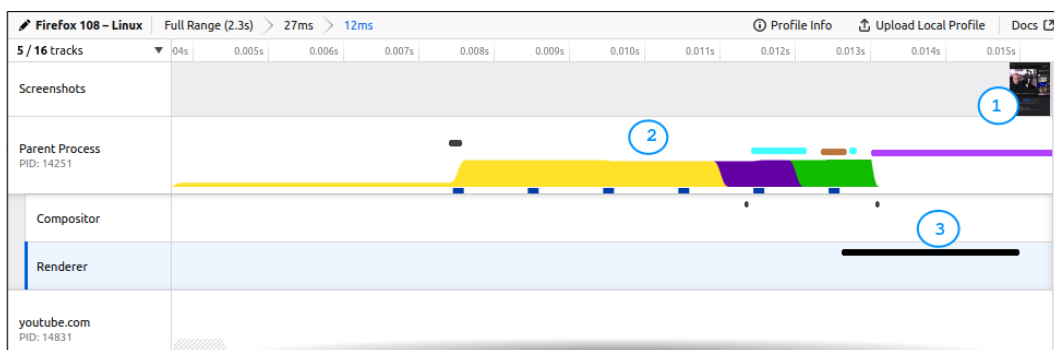 Firefox 108 – Linux Full Range (2.3s) 27ms 12ms Profile Info Upload Local Profile Docs
5 / 16 tracks 04s 0.005s 0.006s 0.007s 0.008s 0.009s 0.010s 0.011s 0.012s 0.013s 0.014s 0.015s
Screenshots
1
Parent Process
PID: 14251
2
Compositor
3
Renderer
youtube.com
PID: 14831